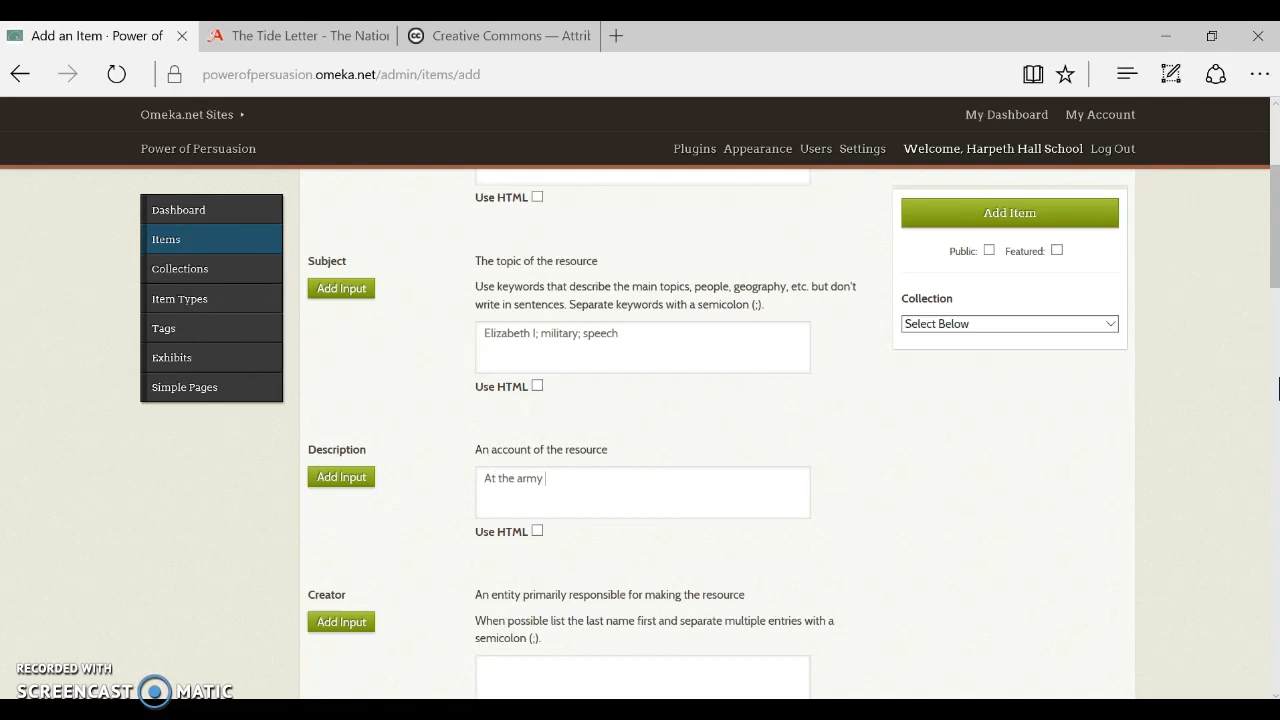 Add an Item · Power of
The Tide Letter - The Nation
Creative Commons — Attrib
powerofpersuasion.omeka.net/admin/items/add
Omeka.net Sites
My Dashboard My Account
Power of Persuasion
Plugins Appearance Users Settings Welcome, Harpeth Hall School Log Out
Dashboard
Items
Collections
Item Types
Tags
Exhibits
Simple Pages
Use HTML
Subject
Add Input
The topic of the resource
Use keywords that describe the main topics, people, geography, etc. but don't
write in sentences. Separate keywords with a semicolon (;).
Elizabeth I; military; speech
Use HTML
Description
Add Input
An account of the resource
At the army
Use HTML
Creator
Add Input
An entity primarily responsible for making the resource
When possible list the last name first and separate multiple entries with a
semicolon (;).
Add Item
Public: Featured:
Collection
Select Below
RECORDED WITH
SCREENCAST MATIC